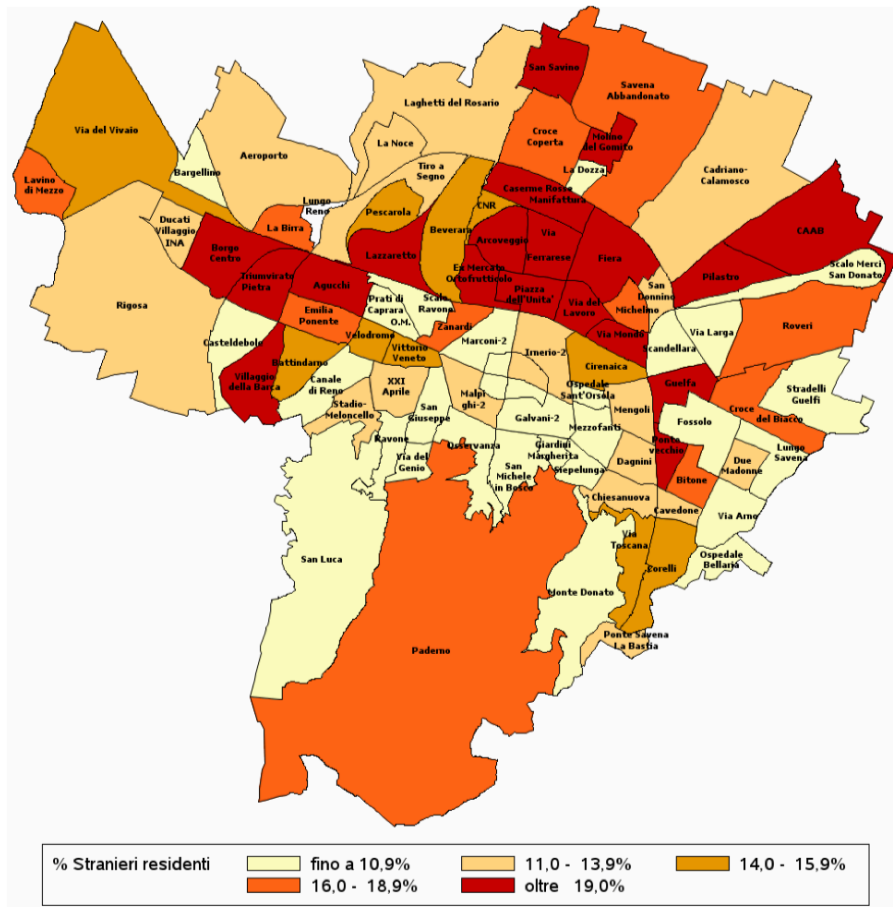 San Savino
Savena
Abbandonato
Laghetti del Rosario
Via del Vivaio
La Noce
Croce
Coperta
Molino
del Gomito
Aeroporto
Bargellino
Tiro a
Segno
La Dozza
Cadriano-
Calamosco
Lavino
di Mezzo
Caserme Rosse
Manifattura
Lungo
Reno
Pescarola
CNR
Ducati
Villaggio
INA
La Birra
Beverara
Arcoveggio
Via
Ferrarese
CAAB
Borgo
Centro
Lazzaretto
Fiera
Scalo Merci
San Donato
Triumvirato
Pietra
Agucchi
Ex Mercato
Ortofrutticolo
Pilastro
San
Donnino
Rigosa
Prati di
Caprara
O.M.
Scalo
Ravone
Piazza
dell'Unita'
Via del
Lavoro
Michelino
Emilia
Ponente
Zanardi
Via Larga
Roveri
Casteldebole
Velodromo
Marconi-2
Via Mondo
Scandellara
Vittorio
Veneto
Irnerio-2
Battindarno
Cirenaica
Villaggio
della Barca
Canale
di Reno
XXI
Aprile
Ospedale
Sant'Orsola
Guelfa
Stradelli
Guelfi
Stadio-
Meloncello
Malpi
ghi-2
Mengoli
Croce
del Biacco
San
Giuseppe
Galvani-2
Mezzofanti
Fossolo
Ravone
Osservanza
Giardini
Margherita
Ponte
vecchio
Lungo
Savena
Via del
Genio
San
Michele
in Bosco
Siepelunga
Dagnini
Due
Madonne
Bitone
Chiesanuova
Cavedone
Via Arno
San Luca
Via
Toscana
Ospedale
Bellaria
Corelli
Monte Donato
Ponte Savena
La Bastia
Paderno
% Stranieri residenti
fino a 10,9%
11,0 - 13,9%
14,0 - 15,9%
16,0 - 18,9%
oltre 19,0%